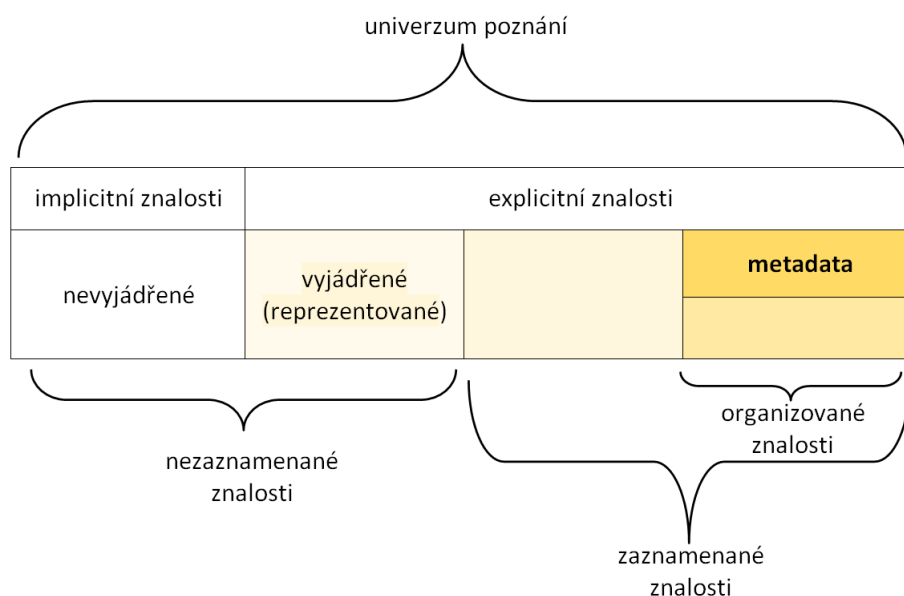 univerzum poznání
implicitní znalosti
explicitní znalosti
nevyjádřené
vyjádřené
(reprezentované)
metadata
nezaznamenané
znalosti
organizované
znalosti
zaznamenané
znalosti